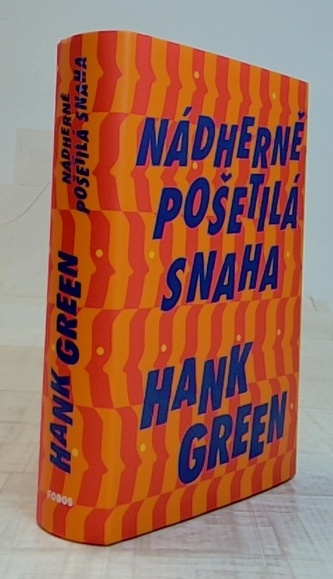 NÁDHERNĚ
POŠETILÁ SNAHA
HANK GREEN
FOBOS
NÁDHERNĚ
POŠETILÁ
SNAHA
HANK
GREEN